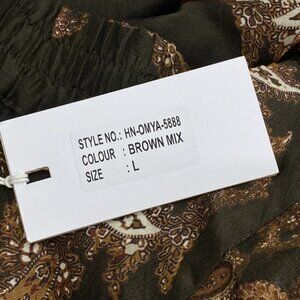 STYLE NO.: HN-OMYA-5888
COLOUR : BROWN MIX
SIZE : L